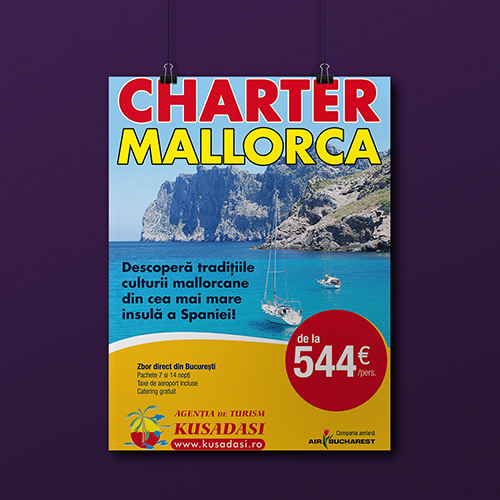 CHARTER
MALLORCA
Descoperă tradițiile
culturii mallorcane
din cea mai mare
insulă a Spaniei!
de la
544€
/pers.
Zbor direct din București
Pachete 7 si 14 nopți
Taxe de aeroport incluse
Catering gratuit
AGENȚIA DE TURISM
KUSADASI
www.kusadasi.ro
Compania aeriană
AIR BUCHAREST